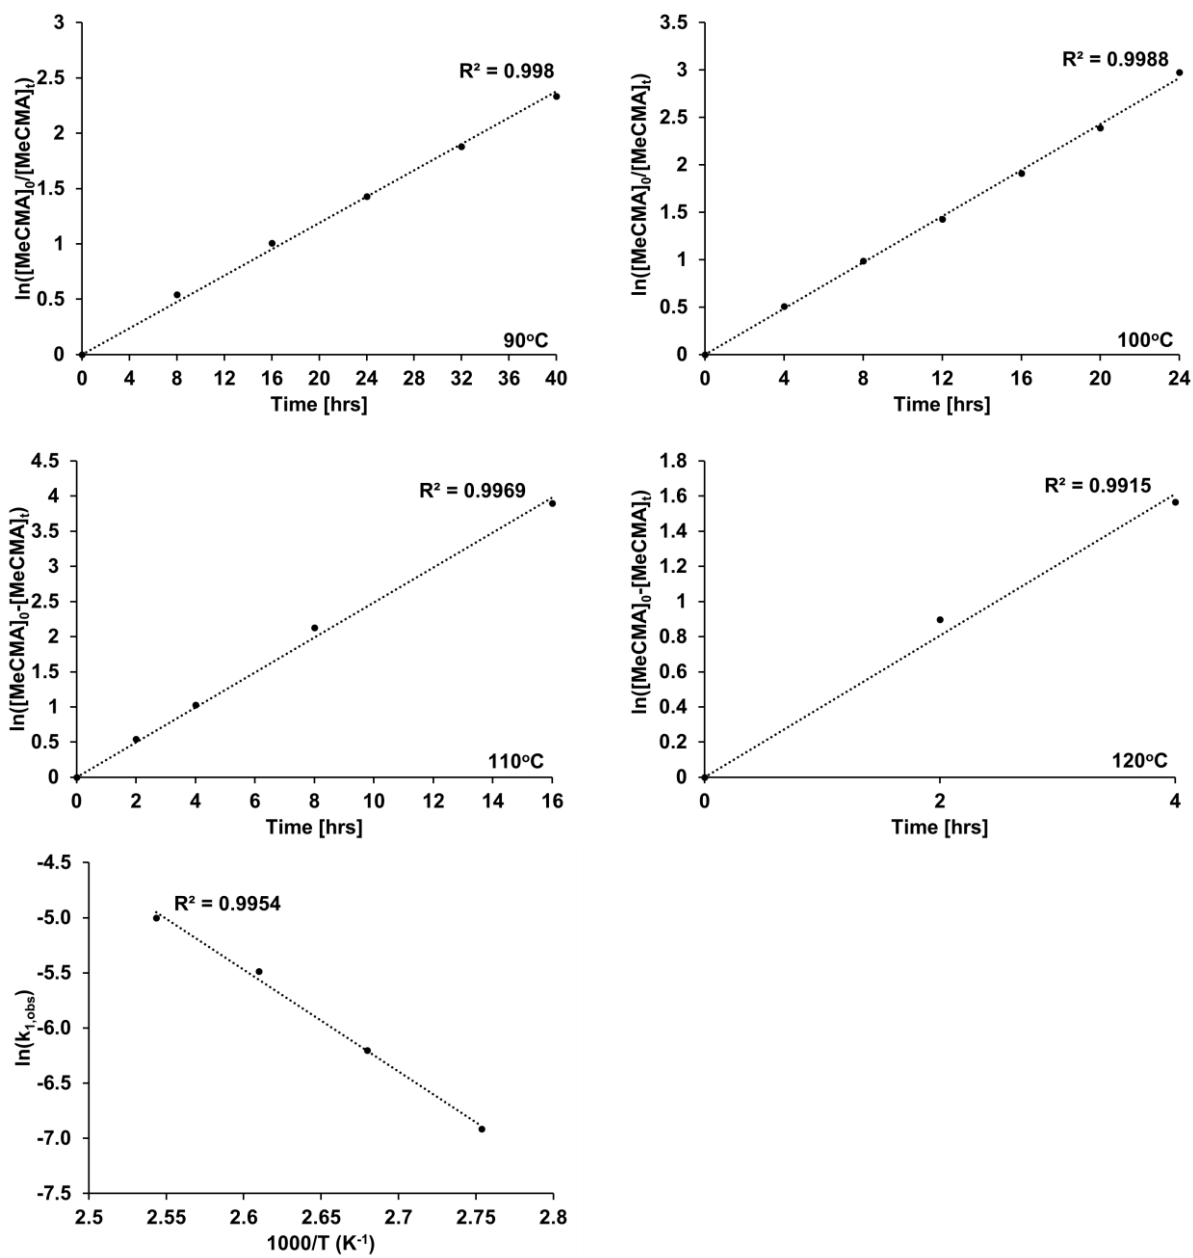 3
2.5
2
1.5
1
0.5
0
ln([MeCMA]₀/[MeCMA]ₜ)
R² = 0.998
90°C
0 4 8 12 16 20 24 28 32 36 40
Time [hrs]
3.5
3
2.5
2
1.5
1
0.5
0
ln([MeCMA]₀/[MeCMA]ₜ)
R² = 0.9988
100°C
0 4 8 12 16 20 24
Time [hrs]
4.5
4
3.5
3
2.5
2
1.5
1
0.5
0
ln([MeCMA]₀-[MeCMA]ₜ)
R² = 0.9969
110°C
0 2 4 6 8 10 12 14 16
Time [hrs]
1.8
1.6
1.4
1.2
1
0.8
0.6
0.4
0.2
0
ln([MeCMA]₀-[MeCMA]ₜ)
R² = 0.9915
120°C
0 2 4
Time [hrs]
-4.5
-5.0
-5.5
-6.0
-6.5
-7.0
-7.5
ln(k₁,obs)
R² = 0.9954
2.5 2.55 2.6 2.65 2.7 2.75 2.8
1000/T (K⁻¹)